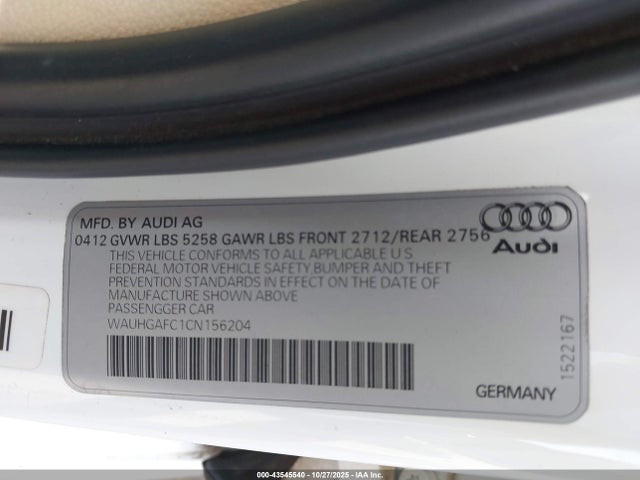 MFD. BY AUDI AG
0412 GVWR LBS 5258 GAWR LBS FRONT 2712/REAR 2756
THIS VEHICLE CONFORMS TO ALL APPLICABLE U S
FEDERAL MOTOR VEHICLE SAFETY,BUMPER AND THEFT
PREVENTION STANDARDS IN EFFECT ON THE DATE
OF MANUFACTURE SHOWN ABOVE
PASSENGGER CAR
WAUHGAFC1CN156204
Audi
1522167
GERMANY
000-43545540 | 10/27/2025 | © IAA, LLC